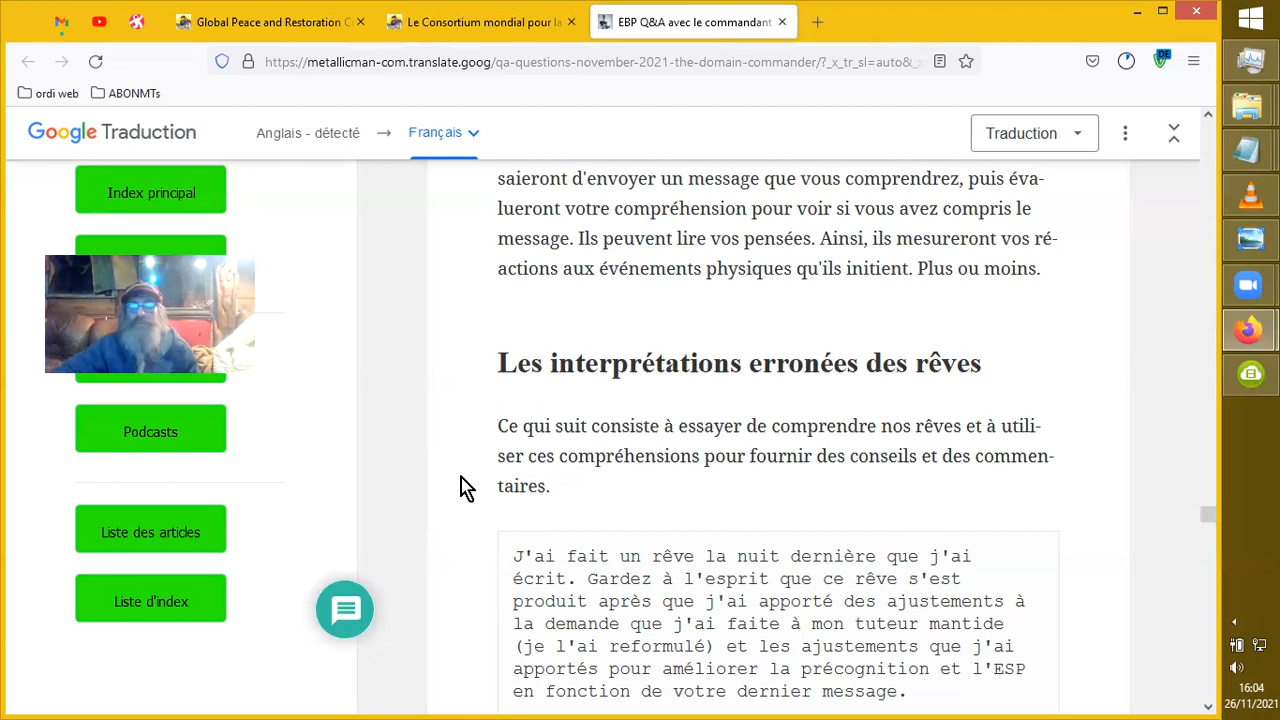 Global Peace and Restoration C
Le Consortium mondial pour la
EBP Q&A avec le commandant
https://metallicman-com.translate.goog/qa-questions-november-2021-the-domain-commander/?_x_tr_sl=auto&_x
DE
ordi web
ABONMTs
Google Traduction
Anglais - détecté
Français
Traduction
Index principal
Podcasts
Liste des articles
Liste d'index
saieront d'envoyer un message que vous comprendrez, puis éva-
lueront votre compréhension pour voir si vous avez compris le
message. Ils peuvent lire vos pensées. Ainsi, ils mesureront vos ré-
actions aux événements physiques qu'ils initient. Plus ou moins.
Les interprétations erronées des rêves
Ce qui suit consiste à essayer de comprendre nos rêves et à utili-
ser ces compréhensions pour fournir des conseils et des commen-
taires.
J'ai fait un rêve la nuit dernière que j'ai
écrit. Gardez à l'esprit que ce rêve s'est
produit après que j'ai apporté des ajustements à
la demande que j'ai faite à mon tuteur mantide
(je l'ai reformulé) et les ajustements que j'ai
apportés pour améliorer la précognition et l'ESP
en fonction de votre dernier message.
16:04
26/11/2021